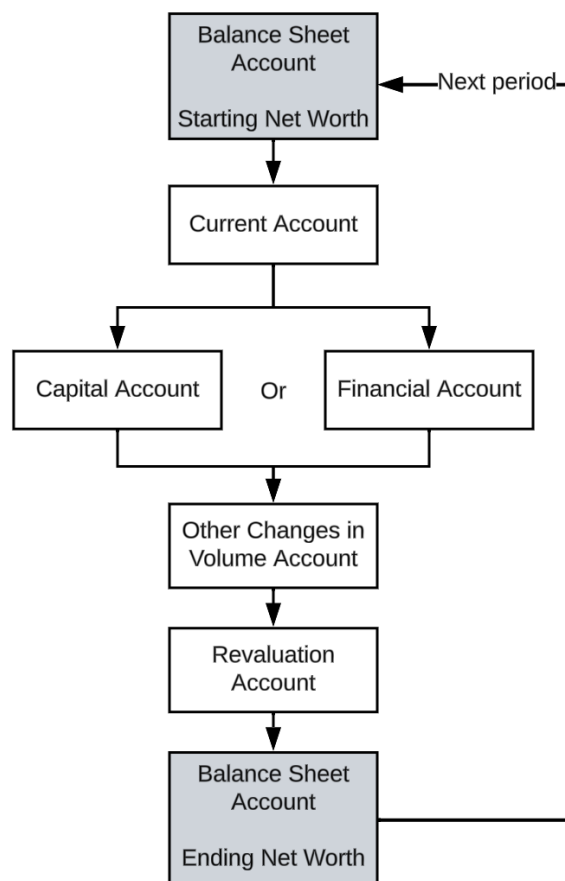 Balance Sheet
Account
Starting Net Worth
Next period
Current Account
Capital Account
Or
Financial Account
Other Changes in
Volume Account
Revaluation
Account
Balance Sheet
Account
Ending Net Worth